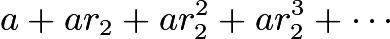 $a + ar_2 + ar_2^2 + ar_2^3 + \cdots$